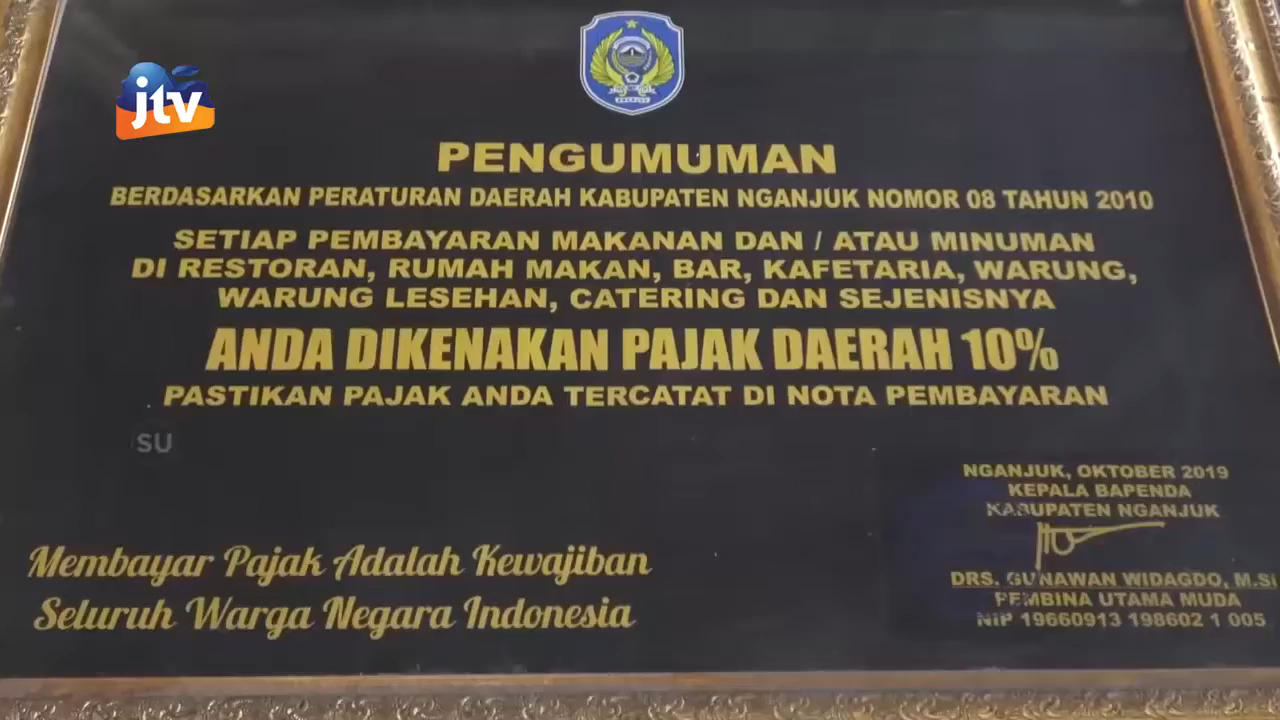 jtv
PENGUMUMAN
BERDASARKAN PERATURAN DAERAH KABUPATEN NGANJUK NOMOR 08 TAHUN 2010
SETIAP PEMBAYARAN MAKANAN DAN / ATAU MINUMAN
DI RESTORAN, RUMAH MAKAN, BAR, KAFETARIA, WARUNG,
WARUNG LESEHAN, CATERING DAN SEJENISNYA
ANDA DIKENAKAN PAJAK DAERAH 10%
PASTIKAN PAJAK ANDA TERCATAT DI NOTA PEMBAYARAN
SU
NGANJUK, OKTOBER 2019
KEPALA BAPENDA
KABUPATEN NGANJUK
DRS. GUNAWAN WIDAGDO, M.SI
PEMBINA UTAMA MUDA
NIP 19660913 198602 1 005
Membayar Pajak Adalah Kewajiban
Seluruh Warga Negara Indonesia